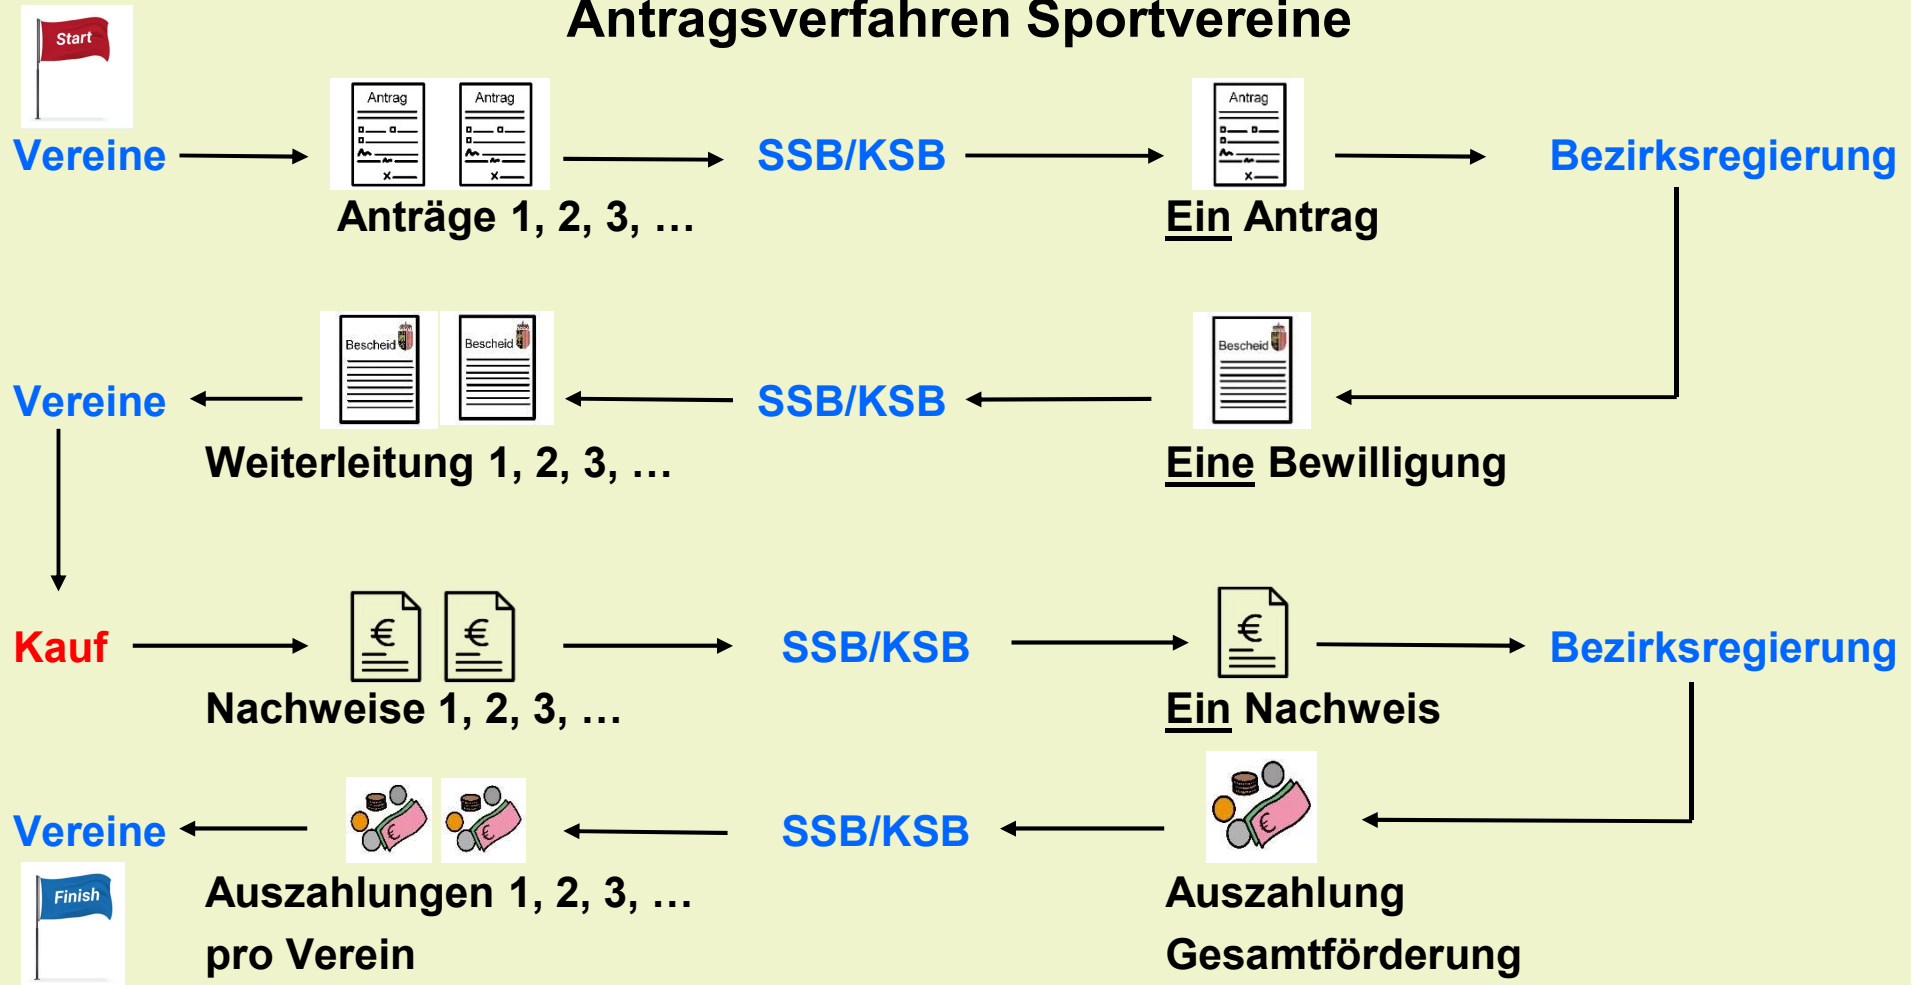 Antragsverfahren Sportvereine
Start
Antrag
Antrag
Antrag
Vereine
SSB/KSB
Bezirksregierung
Anträge 1, 2, 3, …
Ein Antrag
Bescheid
Bescheid
Bescheid
Vereine
SSB/KSB
Weiterleitung 1, 2, 3, …
Eine Bewilligung
€
€
€
Kauf
SSB/KSB
Bezirksregierung
Nachweise 1, 2, 3, …
Ein Nachweis
€
€
€
Vereine
SSB/KSB
Finish
Auszahlungen 1, 2, 3, …
pro Verein
Auszahlung
Gesamtförderung